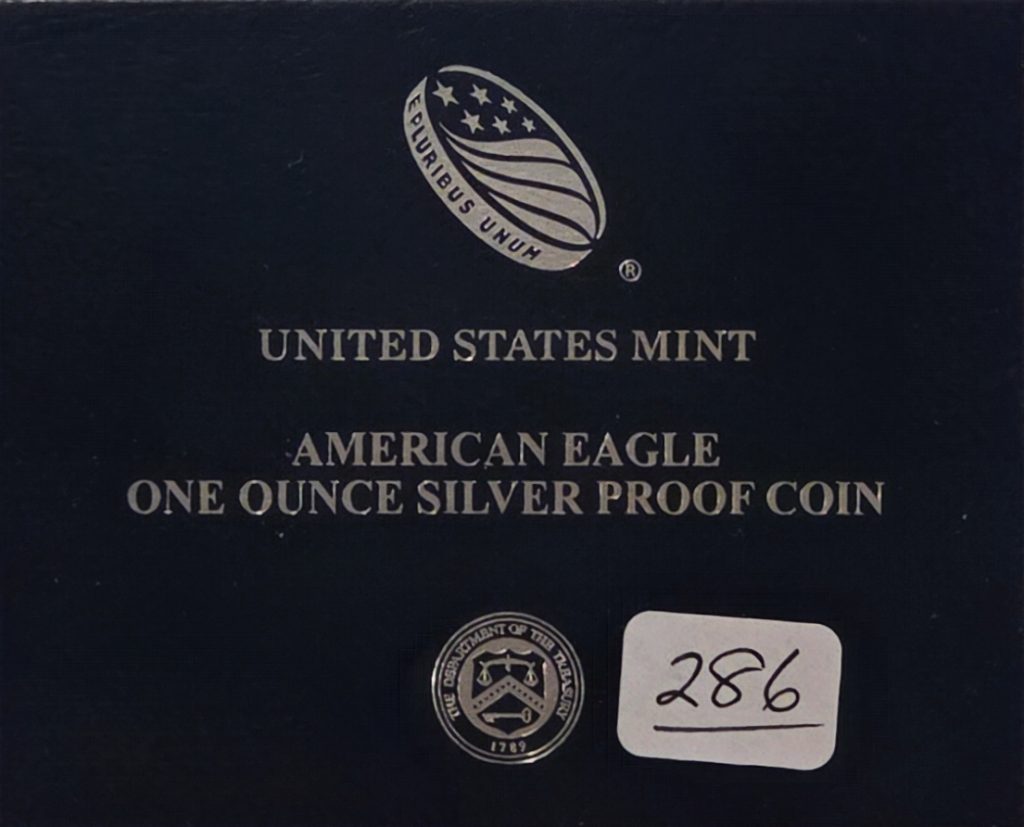 E PLURIBUS UNUM
®
UNITED STATES MINT
AMERICAN EAGLE
ONE OUNCE SILVER PROOF COIN
THE DEPARTMENT OF THE TREASURY
1789
286